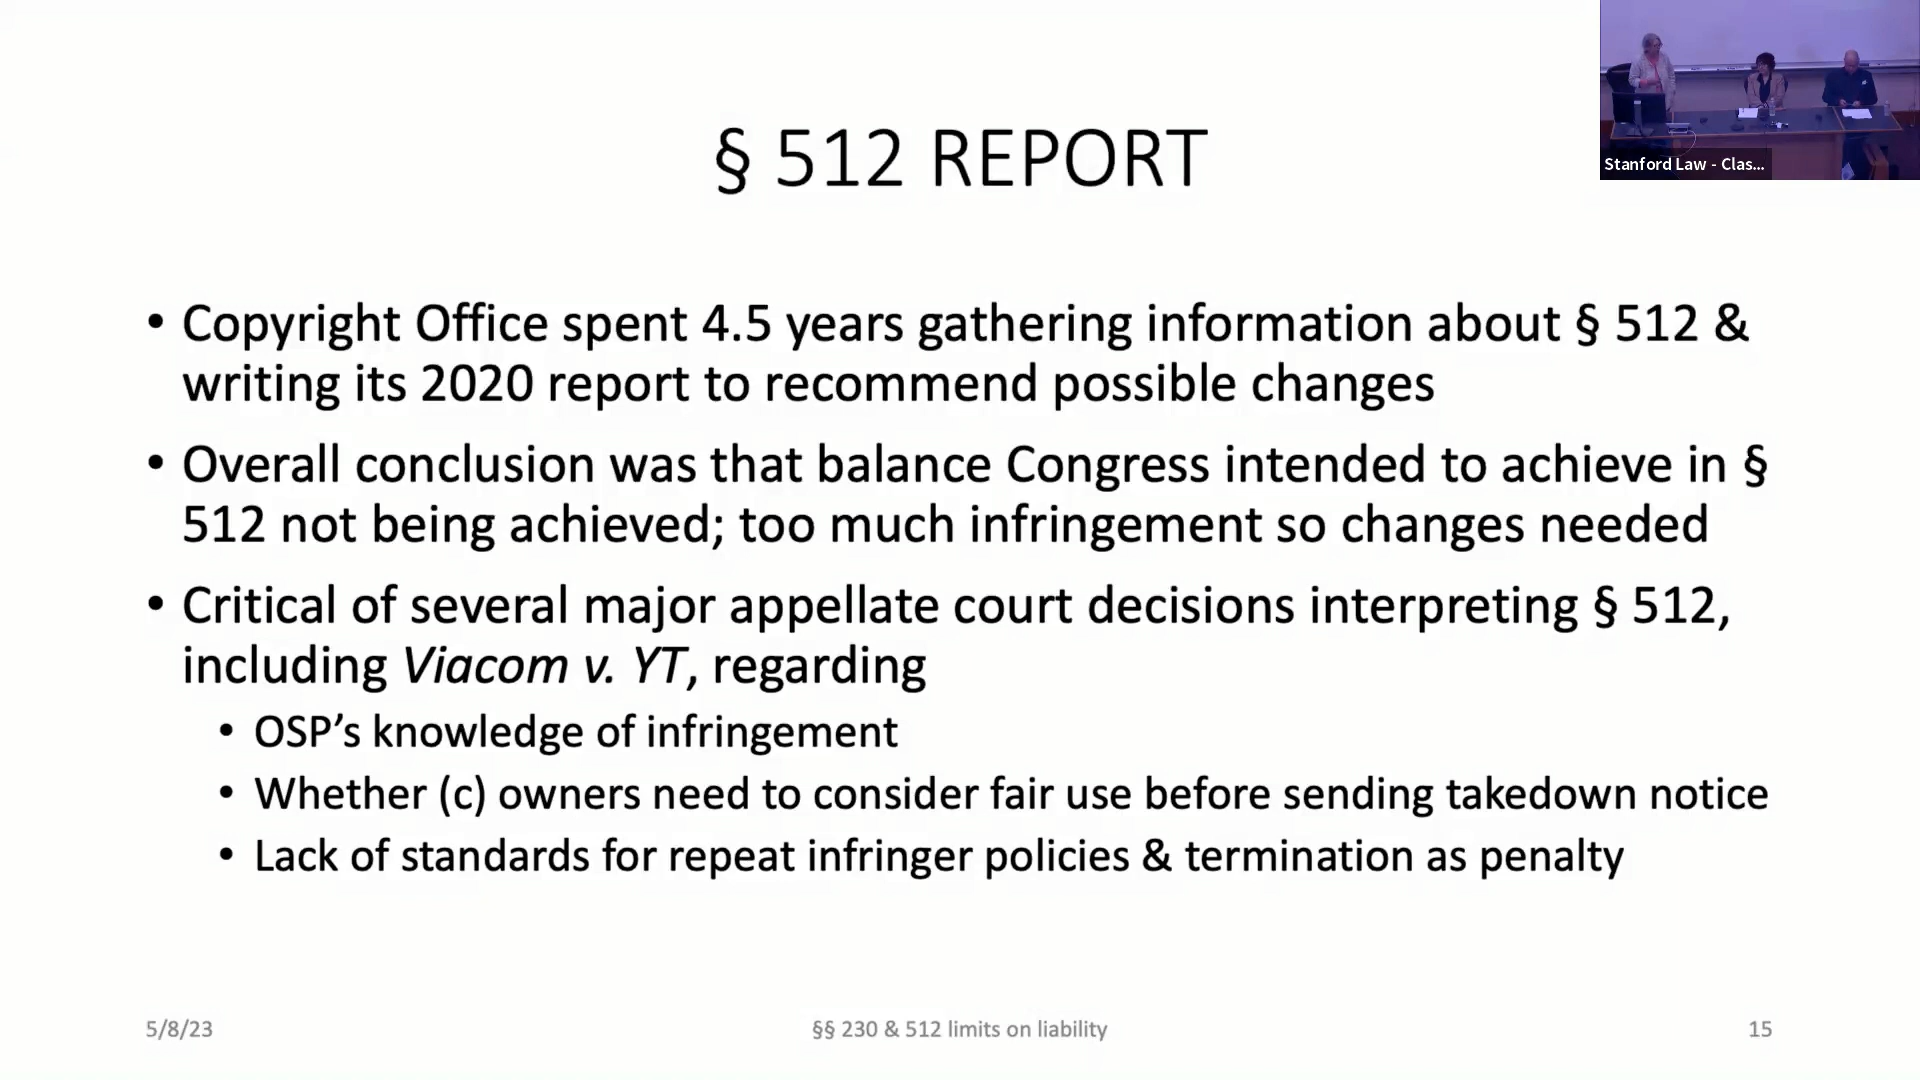 Stanford Law - Clas...
§ 512 REPORT
• Copyright Office spent 4.5 years gathering information about § 512 &
writing its 2020 report to recommend possible changes
• Overall conclusion was that balance Congress intended to achieve in §
512 not being achieved; too much infringement so changes needed
• Critical of several major appellate court decisions interpreting § 512,
including Viacom v. YT, regarding
• OSP’s knowledge of infringement
• Whether (c) owners need to consider fair use before sending takedown notice
• Lack of standards for repeat infringer policies & termination as penalty
5/8/23
§§ 230 & 512 limits on liability
15